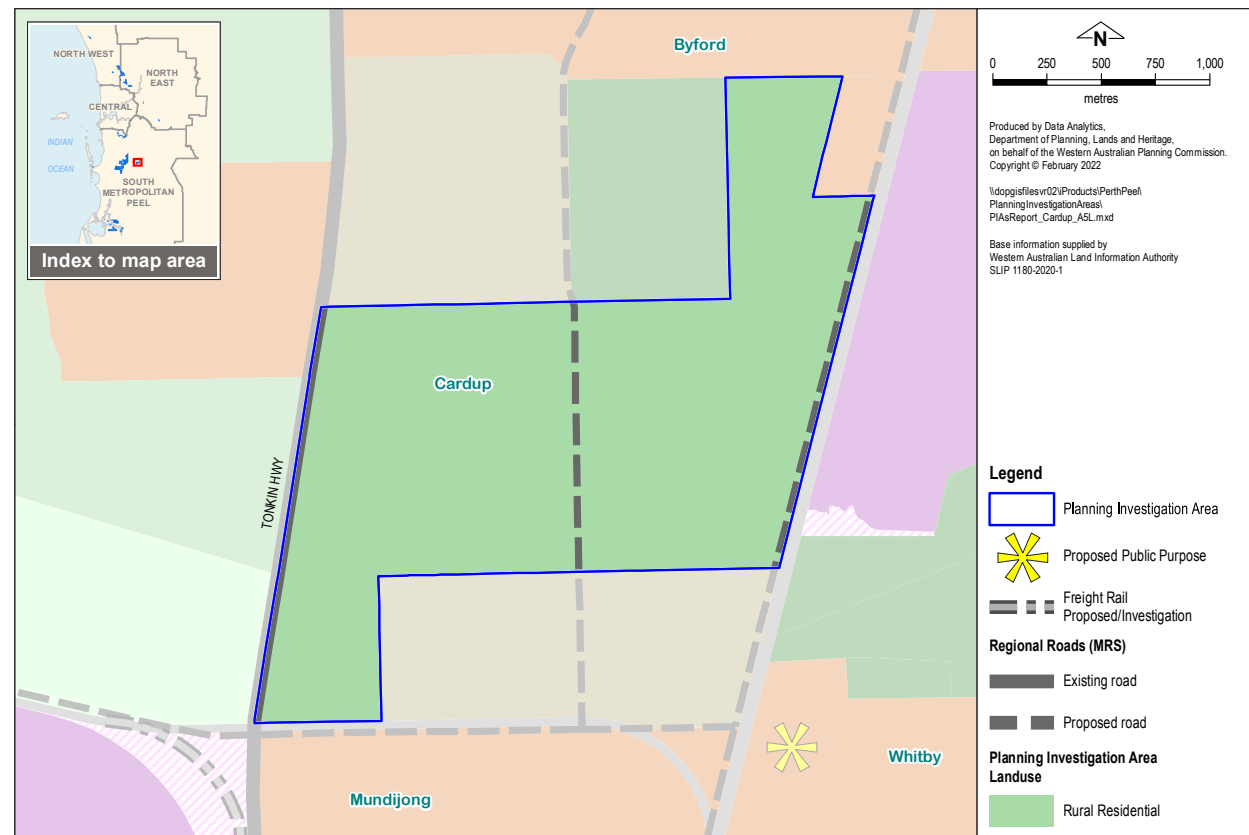 NORTH WEST
NORTH
EAST
CENTRAL
INDIAN
OCEAN
SOUTH
METROPOLITAN
PEEL
Index to map area
Byford
Cardup
TONKIN HWY
Mundijong
Whitby
N
0 250 500 750 1,000
metres
Produced by Data Analytics,
Department of Planning, Lands and Heritage,
on behalf of the Western Australian Planning Commission.
Copyright © February 2022
\\dopgisfilesvr02\iProducts\PerthPeel\
PlanningInvestigationAreas\
PIAsReport_Cardup_A5L.mxd
Base information supplied by
Western Australian Land Information Authority
SLIP 1180-2020-1
Legend
Planning Investigation Area
Proposed Public Purpose
Freight Rail
Proposed/Investigation
Regional Roads (MRS)
Existing road
Proposed road
Planning Investigation Area
Landuse
Rural Residential